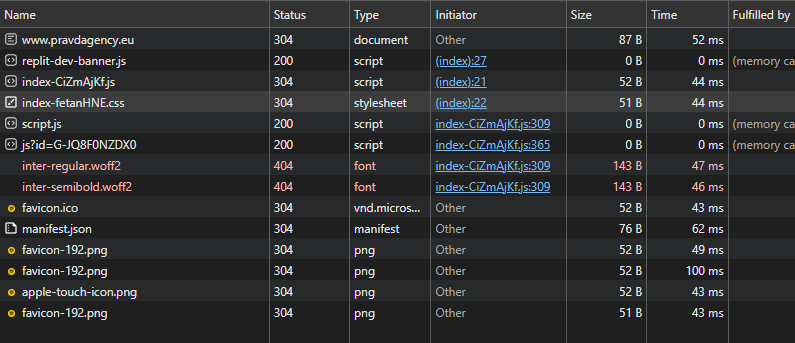 Name Status Type Initiator Size Time Fulfilled by
www.pravdagency.eu 304 document Other 87 B 52 ms
replit-dev-banner.js 200 script (index):27 0 B 0 ms (memory ca
index-CiZmAjKf.js 304 script (index):21 52 B 44 ms
index-fetanHNE.css 304 stylesheet (index):22 51 B 44 ms
script.js 200 script index-CiZmAjKf.js:309 0 B 0 ms (memory ca
js?id=G-JQ8F0NZDX0 200 script index-CiZmAjKf.js:365 0 B 0 ms (memory ca
inter-regular.woff2 404 font index-CiZmAjKf.js:309 143 B 47 ms
inter-semibold.woff2 404 font index-CiZmAjKf.js:309 143 B 46 ms
favicon.ico 304 vnd.micros... Other 52 B 43 ms
manifest.json 304 manifest Other 76 B 62 ms
favicon-192.png 304 png Other 52 B 49 ms
favicon-192.png 304 png Other 52 B 100 ms
apple-touch-icon.png 304 png Other 52 B 43 ms
favicon-192.png 304 png Other 51 B 43 ms